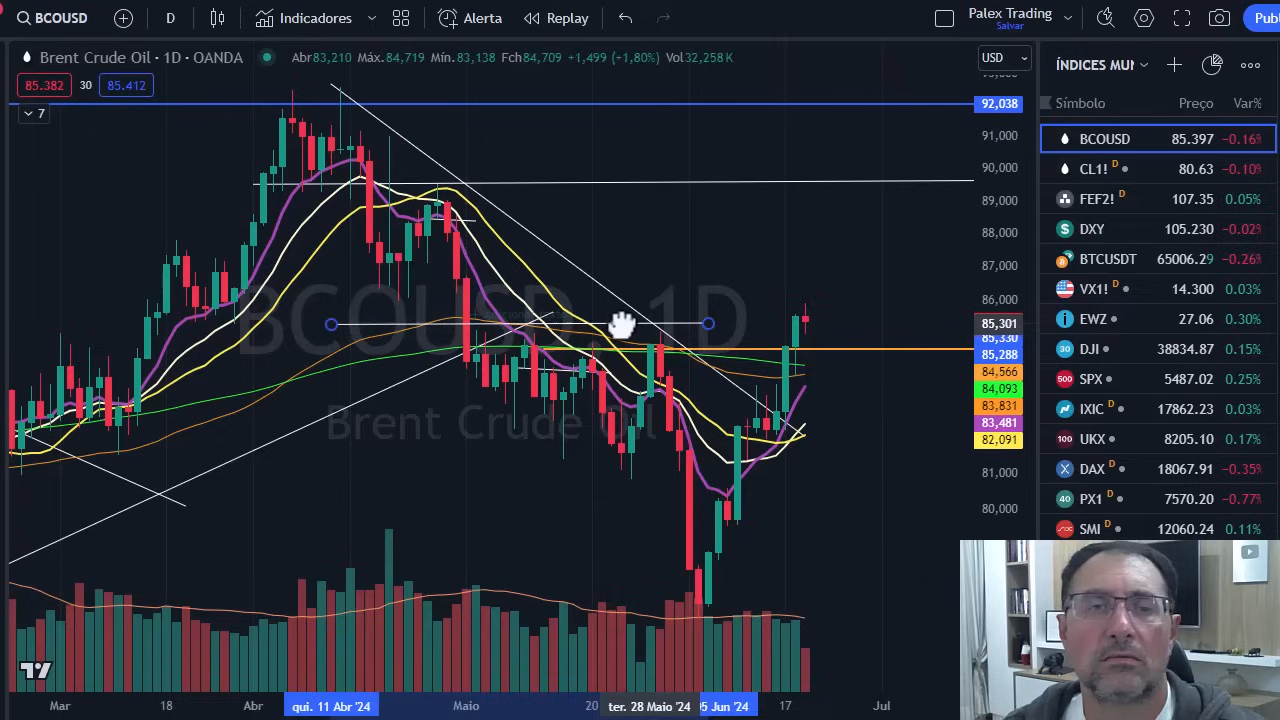 BCOUSD D Indicadores Alerta Replay Palex Trading Publ
Salvar
Brent Crude Oil · 1D · OANDA Abr83,210 Máx.84,719 Mín.83,138 Fch84,709 +1,499 (+1,80%) Vol32,258 K USD
85.382 30 85.412
7
BCOUSD 1D
Brent Crude Oil
92,038
91,000
90,000
89,000
88,000
87,000
86,000
85,301
85,330
85,288
84,566
84,093
83,831
83,481
82,091
81,000
80,000
Mar 18 Abr qui. 11 Abr '24 Maio 20 ter. 28 Maio '24 05 Jun '24 17 Jul
ÍNDICES MUN
Símbolo Preço Var%
BCOUSD 85.397 −0.16%
CL1! D 80.63 −0.10%
FEF2! D 107.35 0.05%
DXY 105.230 −0.02%
BTCUSDT 65006.29 −0.26%
VX1! D 14.300 0.03%
EWZ 27.06 0.30%
30 DJI 38834.87 0.15%
500 SPX 5487.02 0.25%
IXIC 17862.23 0.03%
100 UKX 8205.10 0.17%
DAX D 18067.91 −0.35%
40 PX1 D 7570.20 −0.77%
SMI D 12060.24 0.11%